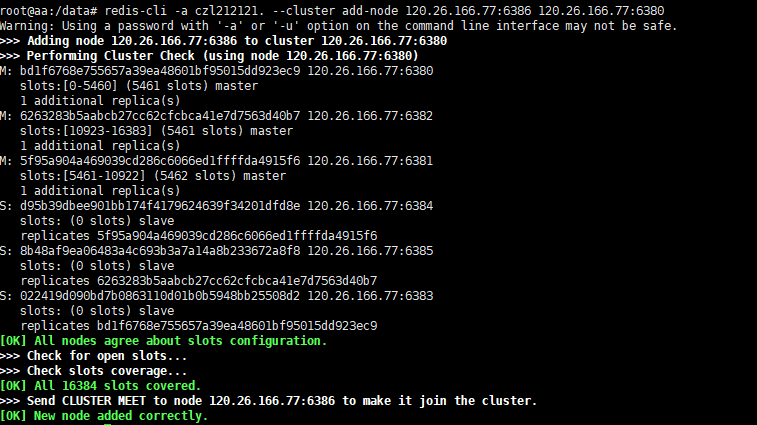 root@aa:/data# redis-cli -a czl212121. --cluster add-node 120.26.166.77:6386 120.26.166.77:6380
Warning: Using a password with '-a' or '-u' option on the command line interface may not be safe.
>>> Adding node 120.26.166.77:6386 to cluster 120.26.166.77:6380
>>> Performing Cluster Check (using node 120.26.166.77:6380)
M: bd1f6768e755657a39ea48601bf95015dd923ec9 120.26.166.77:6380
   slots:[0-5460] (5461 slots) master
   1 additional replica(s)
M: 6263283b5aabcb27cc62cfcbca41e7d7563d40b7 120.26.166.77:6382
   slots:[10923-16383] (5461 slots) master
   1 additional replica(s)
M: 5f95a904a469039cd286c6066ed1ffffda4915f6 120.26.166.77:6381
   slots:[5461-10922] (5462 slots) master
   1 additional replica(s)
S: d95b39dbee901bb174f4179624639f34201dfd8e 120.26.166.77:6384
   slots: (0 slots) slave
   replicates 5f95a904a469039cd286c6066ed1ffffda4915f6
S: 8b48af9ea06483a4c693b3a7a14a8b233672a8f8 120.26.166.77:6385
   slots: (0 slots) slave
   replicates 6263283b5aabcb27cc62cfcbca41e7d7563d40b7
S: 022419d090bd7b0863110d01b0b5948bb25508d2 120.26.166.77:6383
   slots: (0 slots) slave
   replicates bd1f6768e755657a39ea48601bf95015dd923ec9
[OK] All nodes agree about slots configuration.
>>> Check for open slots...
>>> Check slots coverage...
[OK] All 16384 slots covered.
>>> Send CLUSTER MEET to node 120.26.166.77:6386 to make it join the cluster.
[OK] New node added correctly.